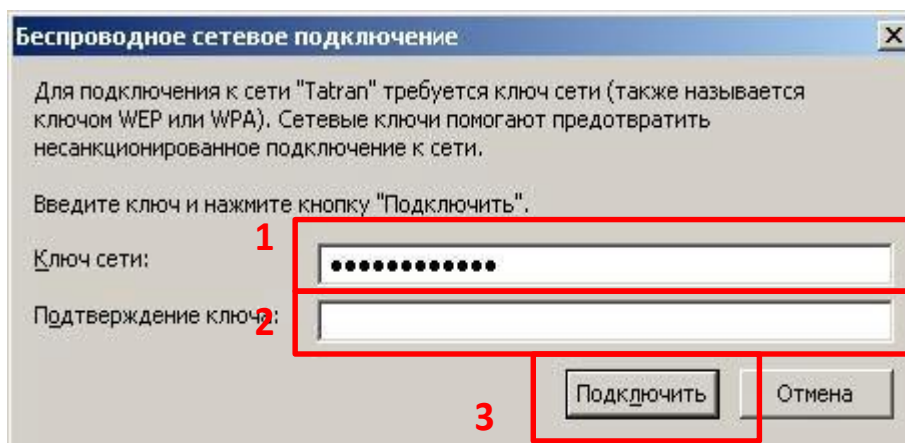 Беспроводное сетевое подключение
Для подключения к сети "Tatran" требуется ключ сети (также называется
ключом WEP или WPA). Сетевые ключи помогают предотвратить
несанкционированное подключение к сети.
Введите ключ и нажмите кнопку "Подключить".
1
Ключ сети: ●●●●●●●●●●●●
Подтверждение ключа:
2
Подключить Отмена
3